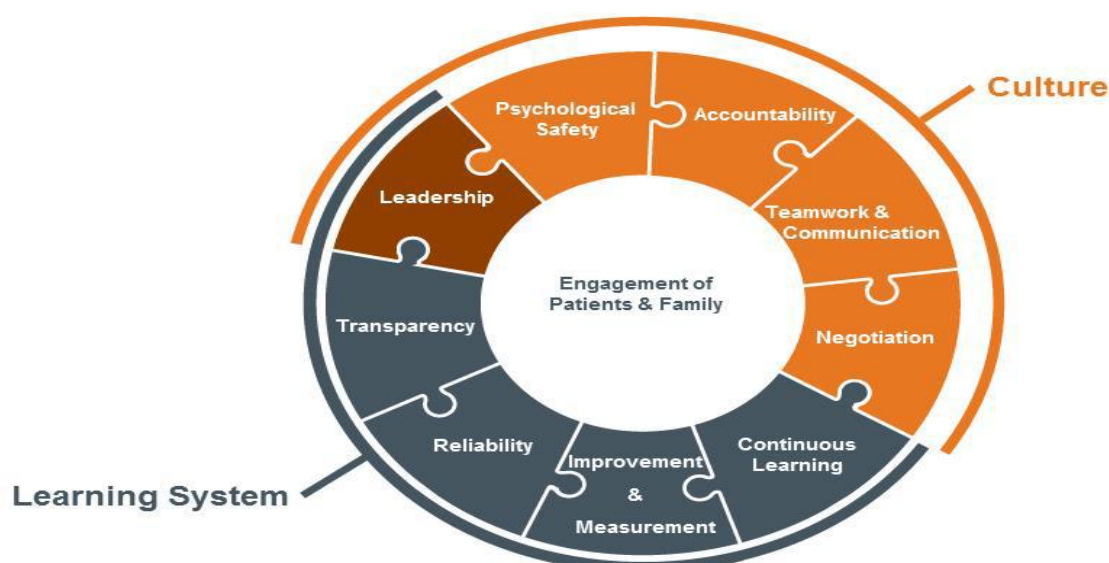 Culture
Psychological
Safety
Accountability
Leadership
Teamwork &
Communication
Engagement of
Patients & Family
Transparency
Negotiation
Reliability
Improvement
&
Measurement
Continuous
Learning
Learning System